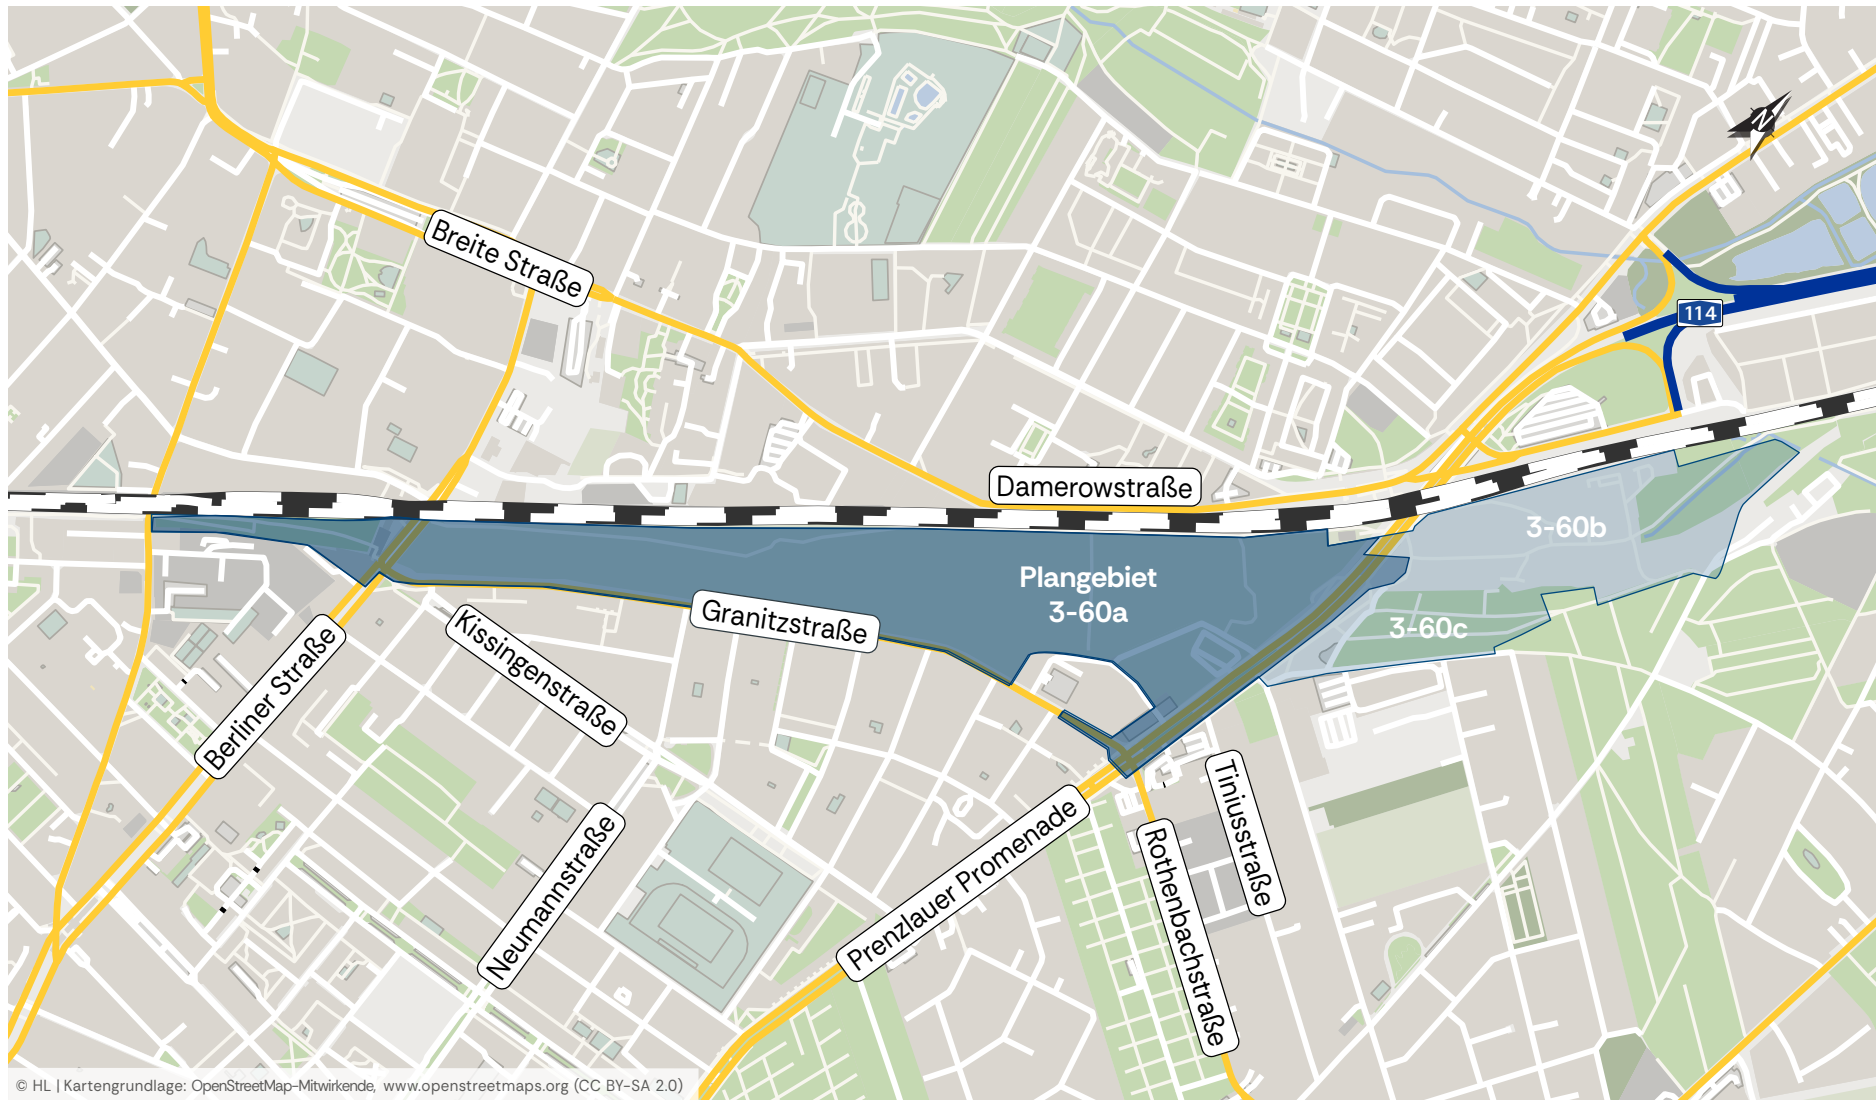 N
Breite Straße
114
Damerowstraße
3-60b
Plangebiet
3-60a
Granitzstraße
3-60c
Kissingenstraße
Berliner Straße
Tiniusstraße
Neumannstraße
Prenzlauer Promenade
Rothenbachstraße
© HL | Kartengrundlage: OpenStreetMap-Mitwirkende, www.openstreetmaps.org (CC BY-SA 2.0)